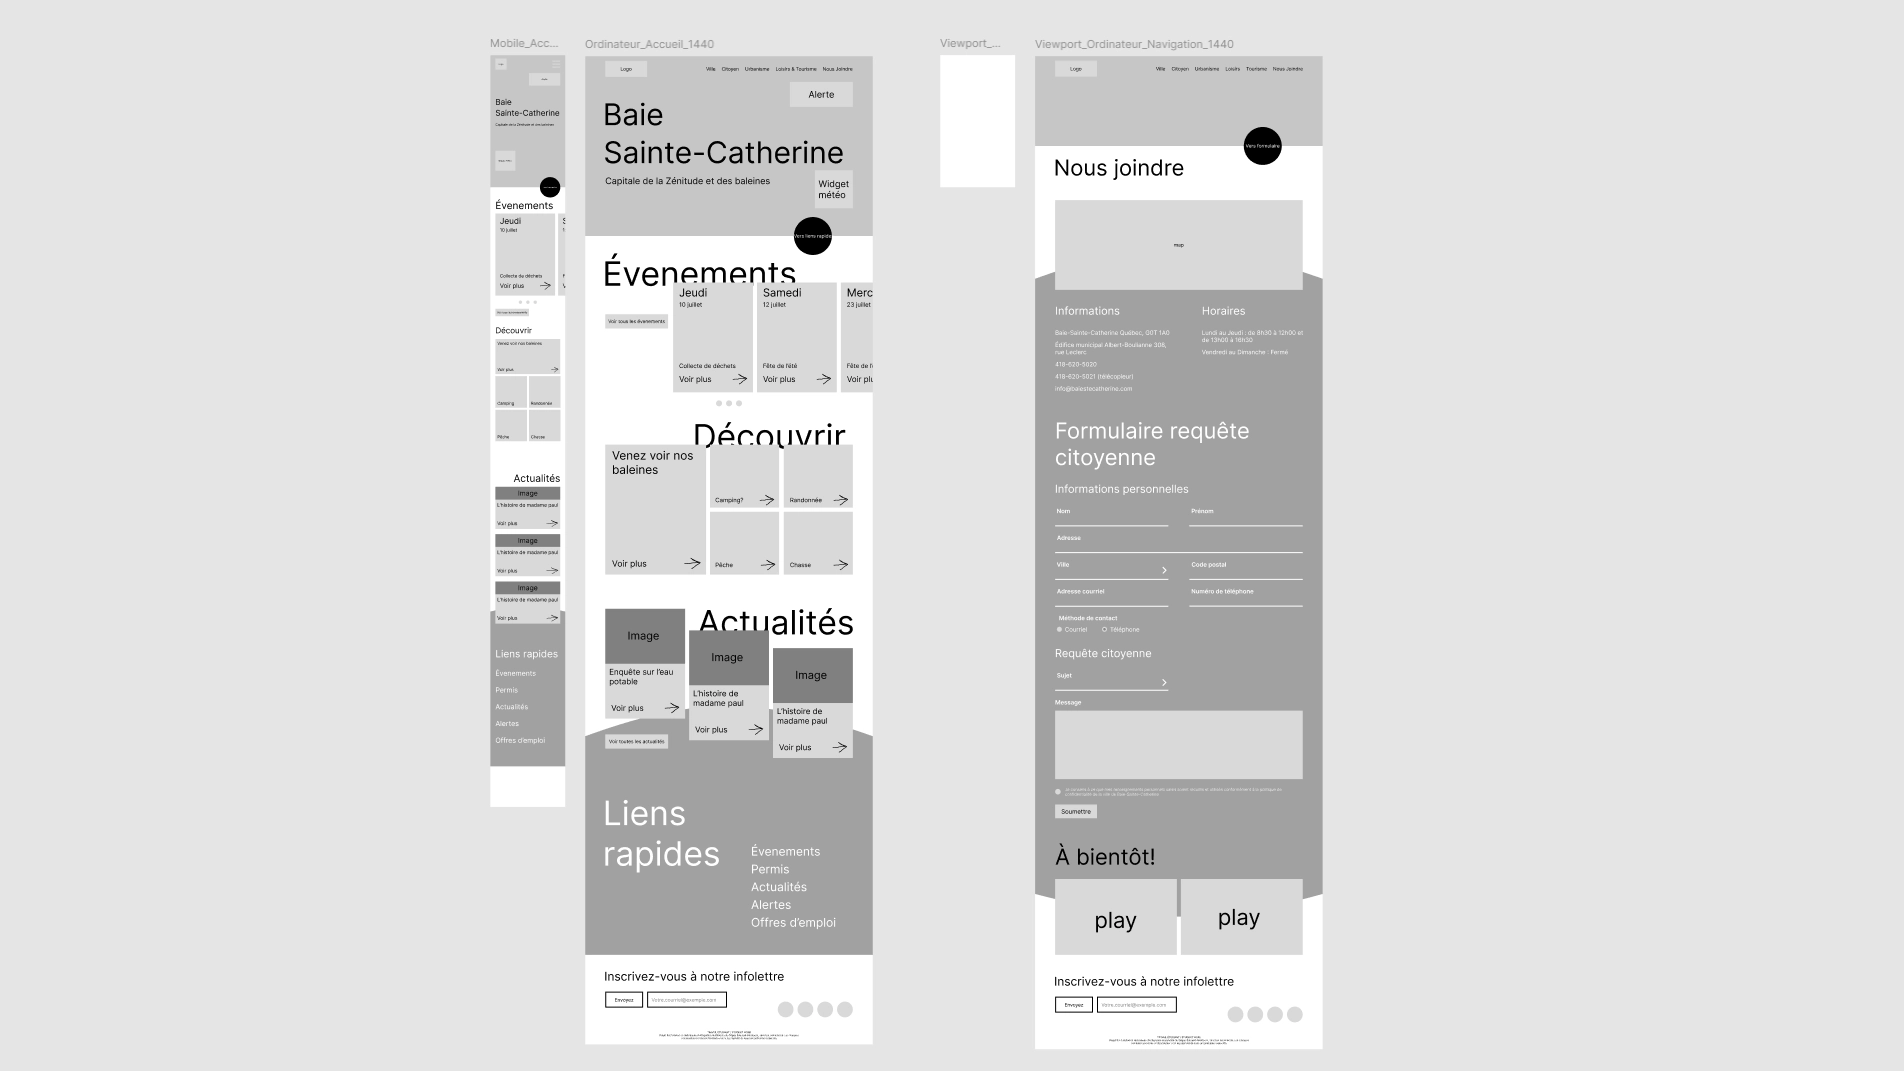 Mobile_Acc...
Baie
Sainte-Catherine
Capitale de la Zénitude et des baleines
Évenements
Jeudi
10 juillet
S
1
Collecte de déchets
F
Voir plus
V
Découvrir
Venez voir nos baleines
Voir plus
Camping
Randonnée
Pêche
Chasse
Actualités
Image
L'histoire de madame paul
Voir plus
Image
L'histoire de madame paul
Voir plus
Image
L'histoire de madame paul
Voir plus
Liens rapides
Évenements
Permis
Actualités
Alertes
Offres d'emploi
Ordinateur_Accueil_1440
Logo
Ville Citoyen Urbanisme Loisirs & Tourisme Nous Joindre
Alerte
Baie
Sainte-Catherine
Capitale de la Zénitude et des baleines
Widget
météo
Vers liens rapide
Évenements
Jeudi
10 juillet
Samedi
12 juillet
Merc
23 juillet
Voir tous les évenements
Collecte de déchets
Fête de l'été
Fête de l'
Voir plus
Voir plus
Voir plu
Découvrir
Venez voir nos
baleines
Voir plus
Camping?
Randonnée
Pêche
Chasse
Actualités
Image
Enquête sur l'eau
potable
Voir plus
Image
L'histoire de
madame paul
Voir plus
Image
L'histoire de
madame paul
Voir plus
Voir toutes les actualités
Liens
rapides
Évenements
Permis
Actualités
Alertes
Offres d'emploi
Inscrivez-vous à notre infolettre
Envoyez
Votre.courriel@exemple.com
Viewport_...
Viewport_Ordinateur_Navigation_1440
Logo
Ville Citoyen Urbanisme Loisirs Tourisme Nous Joindre
Vers formulaire
Nous joindre
map
Informations
Baie-Sainte-Catherine Québec, G0T 1A0
Édifice municipal Albert-Boulianne 308,
rue Leclerc
418-620-5020
418-620-5021 (télécopieur)
info@baiestecatherine.com
Horaires
Lundi au Jeudi : de 8h30 à 12h00 et
de 13h00 à 16h30
Vendredi au Dimanche : Fermé
Formulaire requête
citoyenne
Informations personnelles
Nom
Prénom
Adresse
Ville
Code postal
Adresse courriel
Numéro de téléphone
Méthode de contact
Courriel
Téléphone
Requête citoyenne
Sujet
Message
Soumettre
À bientôt!
play
play
Inscrivez-vous à notre infolettre
Envoyez
Votre.courriel@exemple.com